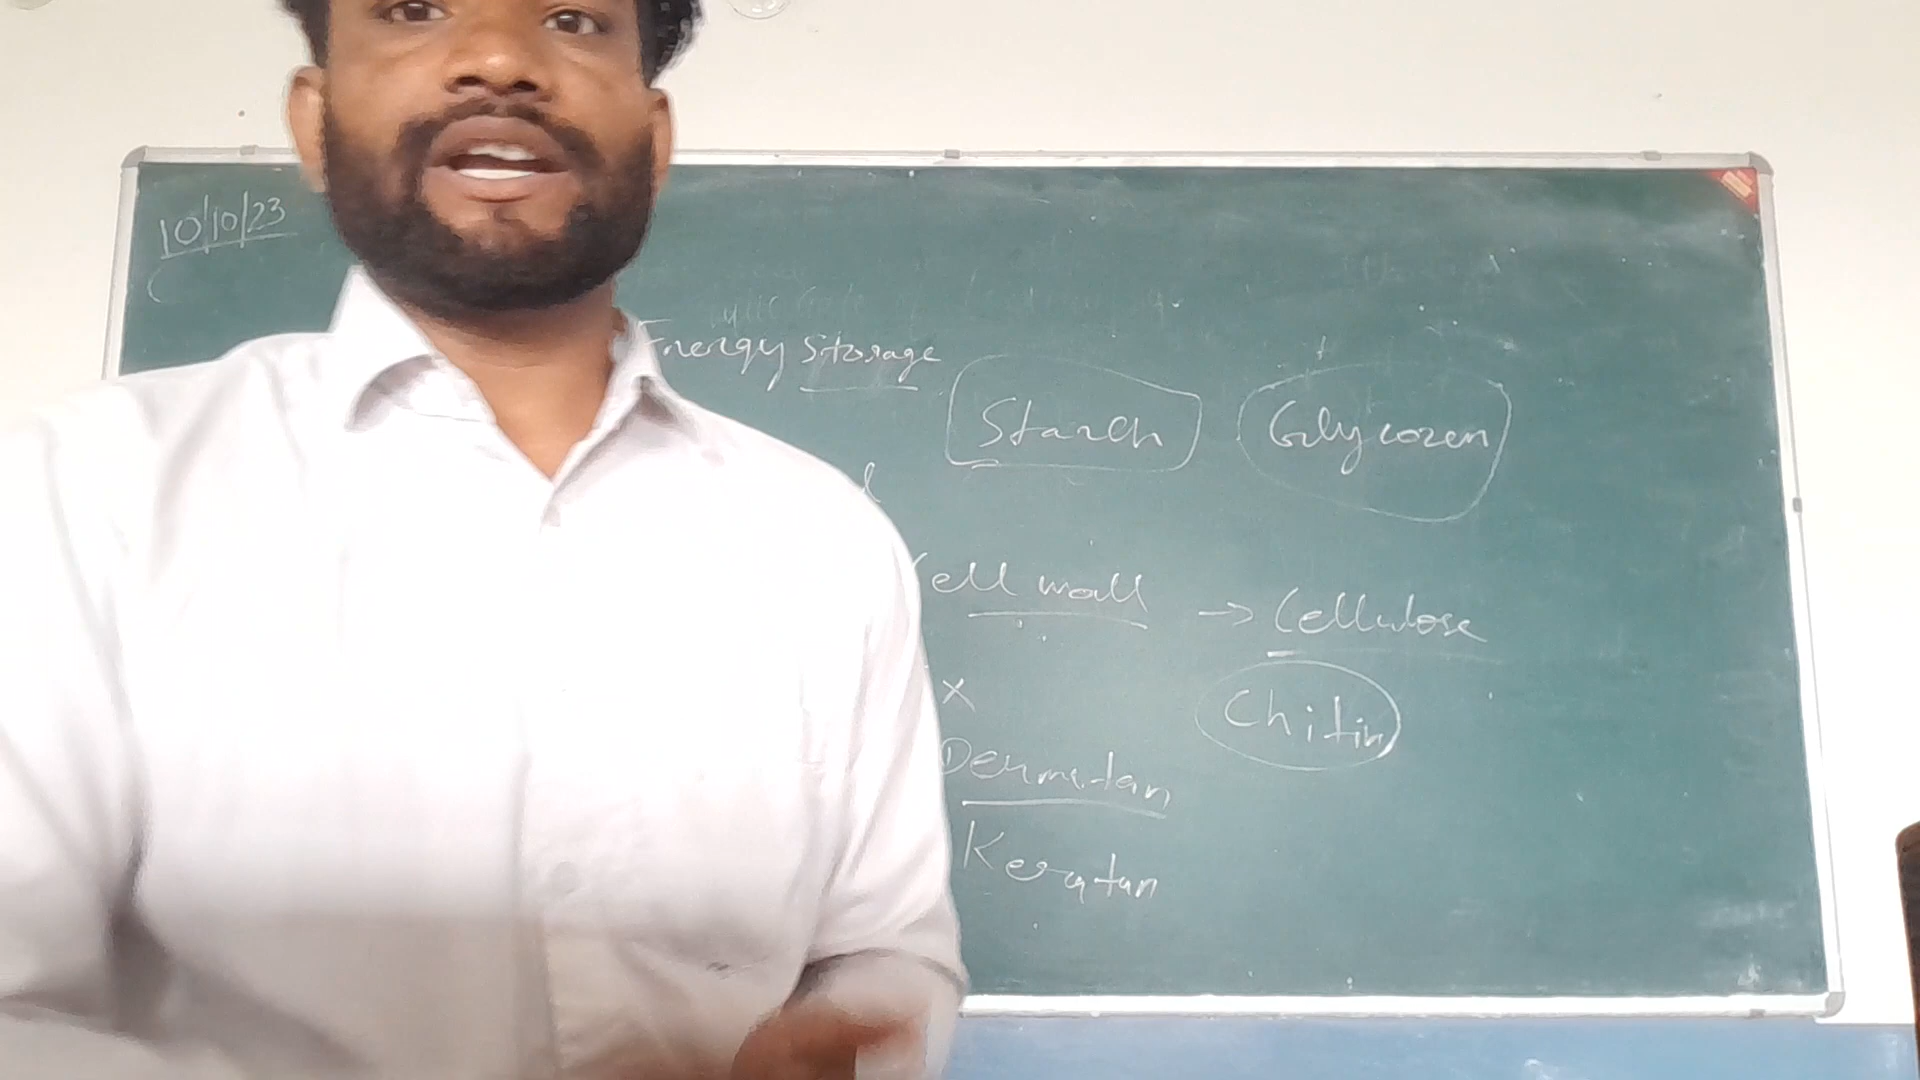 10/10/23
Energy storage
Starch Glycozen
ell wall → Cellulose
x
Chitin
Dermatan
Keratan